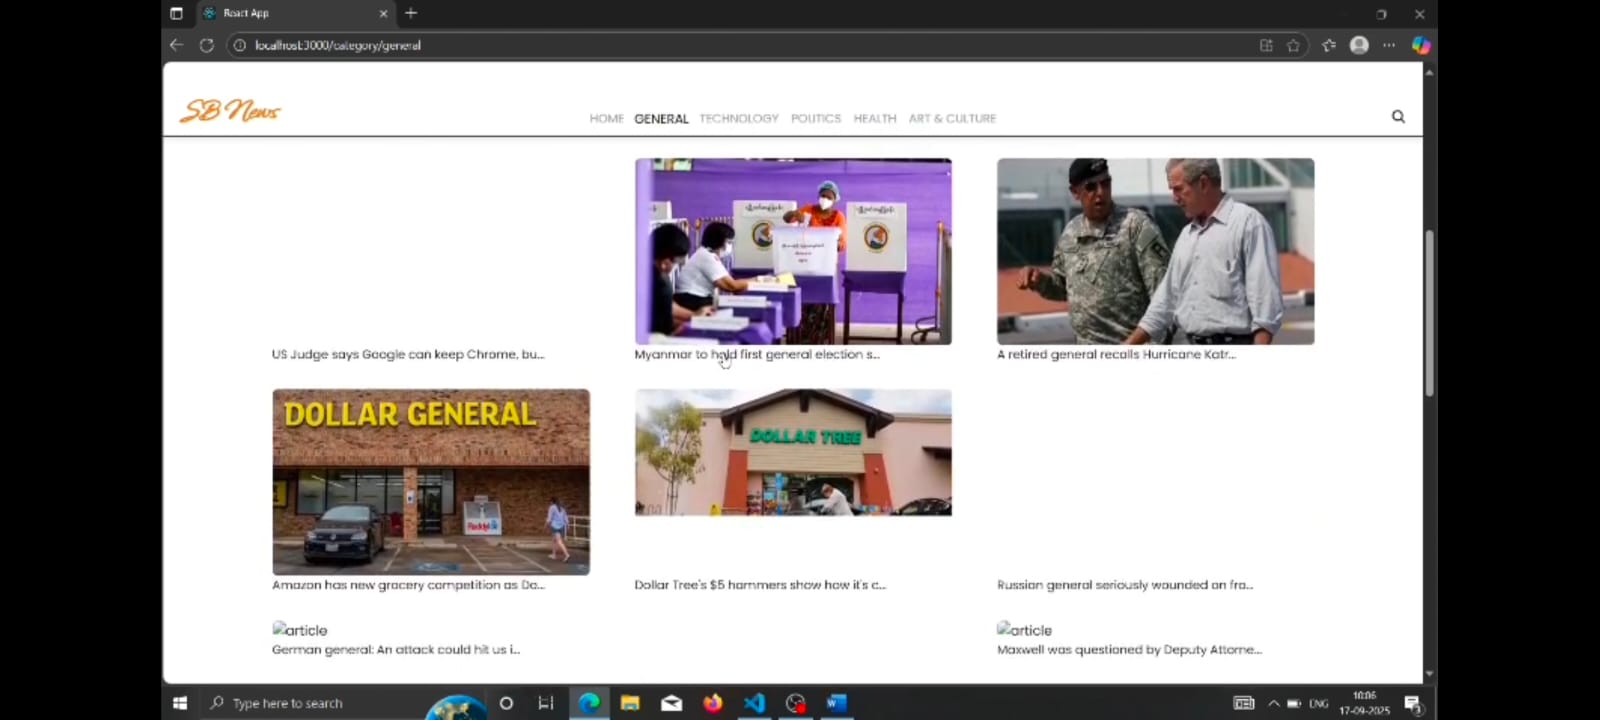 React App
localhost:3000/category/general
SB News
HOME GENERAL TECHNOLOGY POLITICS HEALTH ART & CULTURE
US Judge says Google can keep Chrome, bu...
Myanmar to hold first general election s...
A retired general recalls Hurricane Katr...
DOLLAR GENERAL
DOLLAR TREE
Amazon has new grocery competition as Do...
Dollar Tree's $5 hammers show how it's c...
Russian general seriously wounded on fro...
article
German general: An attack could hit us i...
article
Maxwell was questioned by Deputy Attorne...
Type here to search
ENG
10:06
17-09-2025